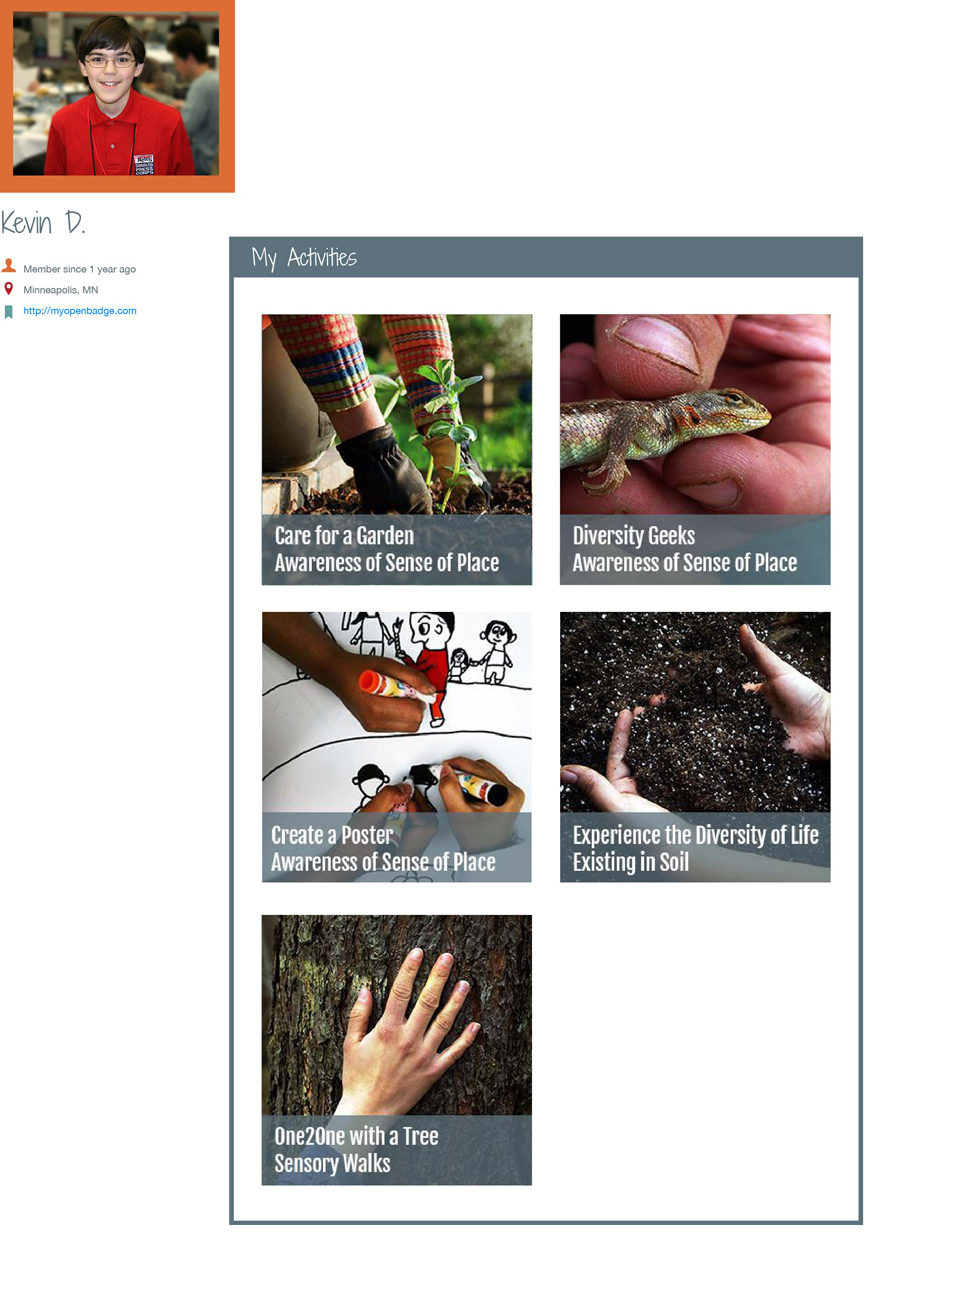 PRESS
CORPS
Kevin D.
Member since 1 year ago
Minneapolis, MN
http://myopenbadge.com
My Activities
Care for a Garden
Awareness of Sense of Place
Diversity Geeks
Awareness of Sense of Place
Create a Poster
Awareness of Sense of Place
Experience the Diversity of Life
Existing in Soil
One2One with a Tree
Sensory Walks